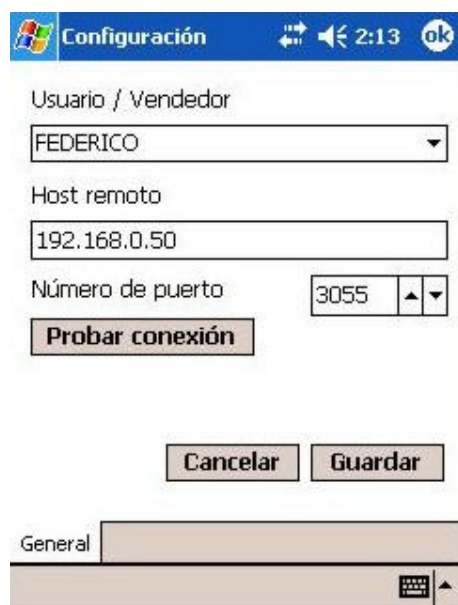 Configuración 2:13 ok
Usuario / Vendedor
FEDERICO
Host remoto
192.168.0.50
Número de puerto 3055
Probar conexión
Cancelar Guardar
General